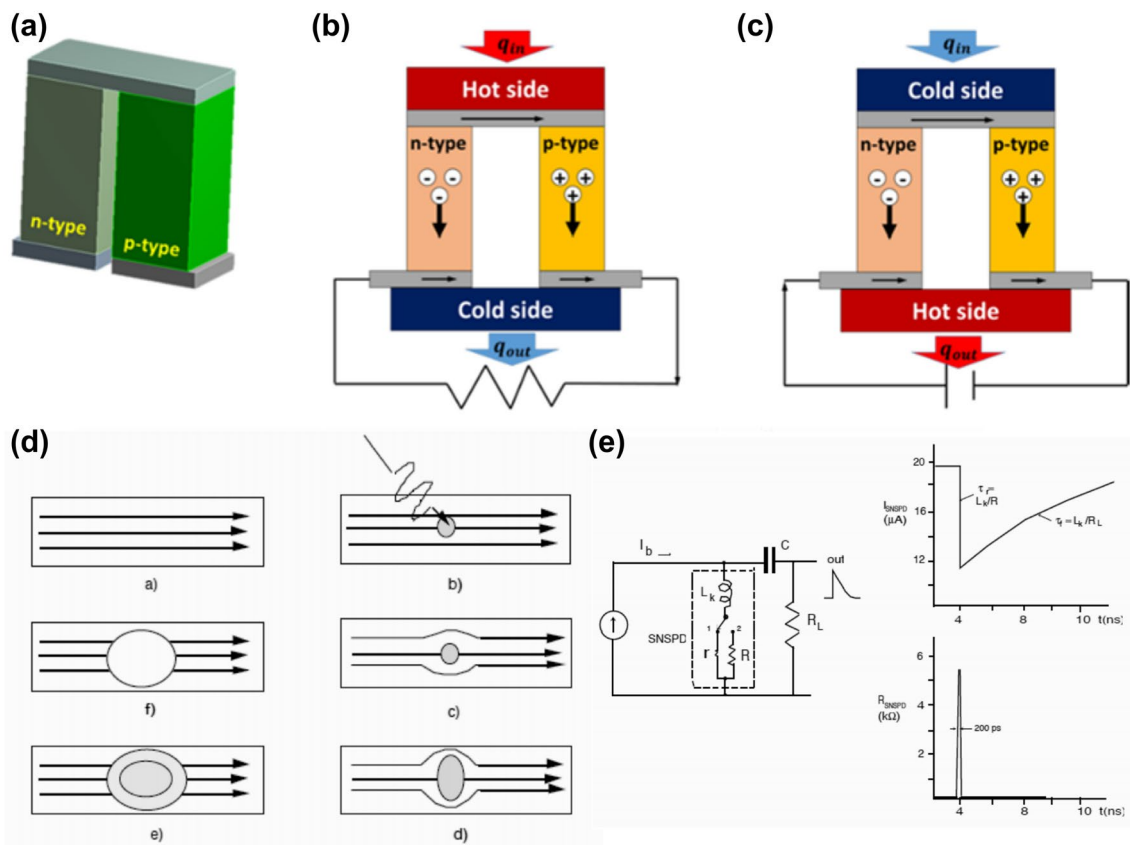 (a)
n-type
p-type
(b)
q_in
Hot side
n-type
p-type
- - -
+ + +
Cold side
q_out
(c)
q_in
Cold side
n-type
p-type
- - -
+ + +
Hot side
q_out
(d)
a)
b)
f)
c)
e)
d)
(e)
I_b
C
out
L_k
SNSPD
1 2
r
R
R_L
20
16
12
I_SNSPD
(μA)
τ_r=
L_k/R
τ_f=L_k/R_L
4 8 10 t(ns)
6
4
2
R_SNSPD
(kΩ)
200 ps
4 8 10 t(ns)